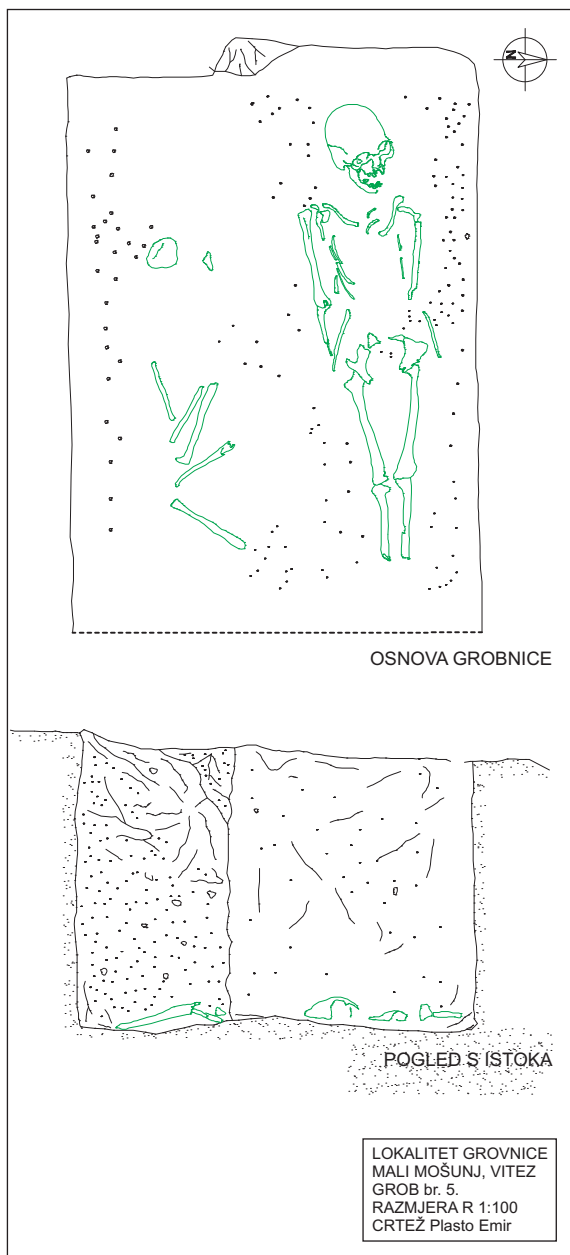 N
OSNOVA GROBNICE
POGLED S ISTOKA
LOKALITET GROVNICE
MALI MOŠUNJ, VITEZ
GROB br. 5.
RAZMJERA R 1:100
CRTEŽ Plasto Emir